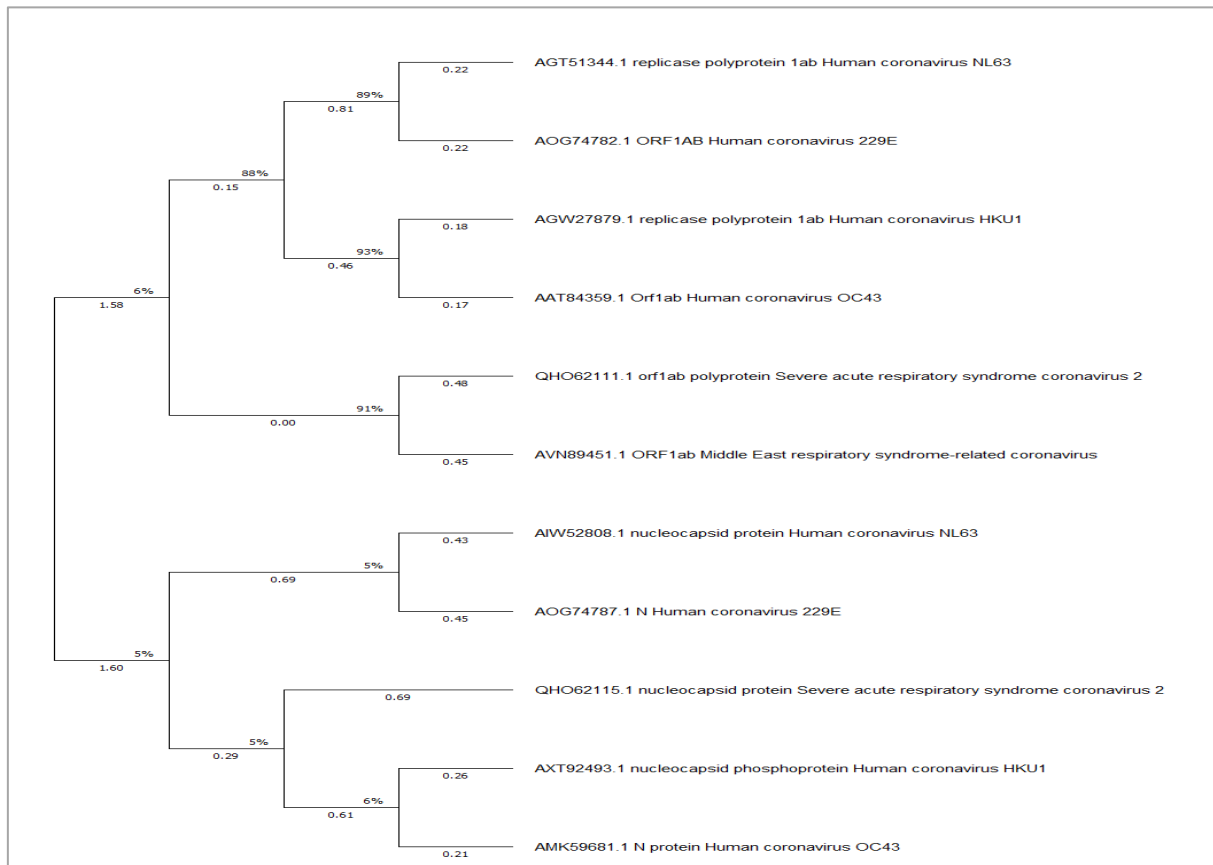 0.22
AGT51344.1 replicase polyprotein 1ab Human coronavirus NL63
89%
0.81
0.22
AOG74782.1 ORF1AB Human coronavirus 229E
88%
0.15
0.18
AGW27879.1 replicase polyprotein 1ab Human coronavirus HKU1
93%
0.46
0.17
AAT84359.1 Orf1ab Human coronavirus OC43
6%
1.58
0.48
QHO62111.1 orf1ab polyprotein Severe acute respiratory syndrome coronavirus 2
91%
0.00
0.45
AVN89451.1 ORF1ab Middle East respiratory syndrome-related coronavirus
0.43
AIW52808.1 nucleocapsid protein Human coronavirus NL63
5%
0.69
0.45
AOG74787.1 N Human coronavirus 229E
5%
1.60
0.69
QHO62115.1 nucleocapsid protein Severe acute respiratory syndrome coronavirus 2
5%
0.29
0.26
AXT92493.1 nucleocapsid phosphoprotein Human coronavirus HKU1
6%
0.61
0.21
AMK59681.1 N protein Human coronavirus OC43